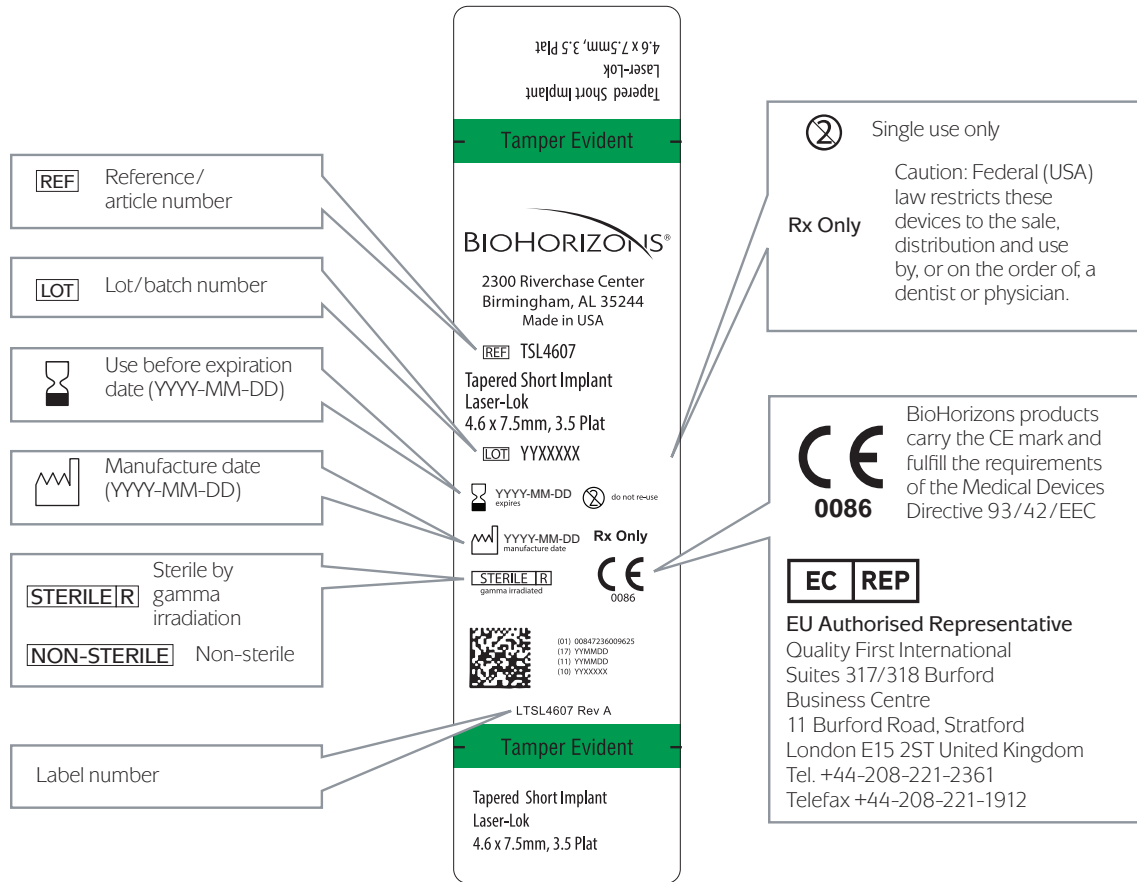 4.6 x 7.5mm, 3.5 Plat
Laser-Lok
Tapered Short Implant
Tamper Evident
REF Reference/
article number
LOT Lot/batch number
Use before expiration
date (YYYY-MM-DD)
Manufacture date
(YYYY-MM-DD)
STERILE R Sterile by
gamma
irradiation
NON-STERILE Non-sterile
Label number
BIOHORIZONS®
2300 Riverchase Center
Birmingham, AL 35244
Made in USA
REF TSL4607
Tapered Short Implant
Laser-Lok
4.6 x 7.5mm, 3.5 Plat
LOT YYXXXXX
YYYY-MM-DD
expires
2 do not re-use
YYYY-MM-DD
manufacture date
Rx Only
STERILE R
gamma irradiated
CE
0086
(01) 00847236009625
(17) YYMMDD
(11) YYMMDD
(10) YYXXXXX
LTSL4607 Rev A
Tamper Evident
Tapered Short Implant
Laser-Lok
4.6 x 7.5mm, 3.5 Plat
2 Single use only
Rx Only
Caution: Federal (USA)
law restricts these
devices to the sale,
distribution and use
by, or on the order of, a
dentist or physician.
CE
0086
BioHorizons products
carry the CE mark and
fulfill the requirements
of the Medical Devices
Directive 93/42/EEC
EC REP
EU Authorised Representative
Quality First International
Suites 317/318 Burford
Business Centre
11 Burford Road, Stratford
London E15 2ST United Kingdom
Tel. +44-208-221-2361
Telefax +44-208-221-1912